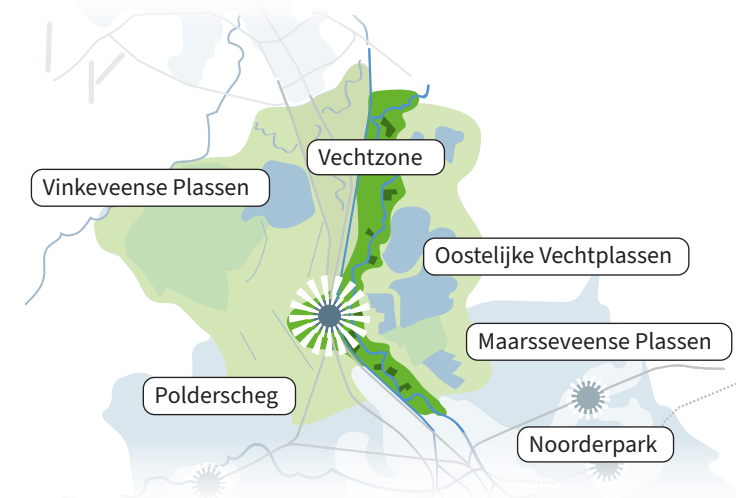 Vechtzone
Vinkeveense Plassen
Oostelijke Vechtplassen
Maarsseveense Plassen
Polderscheg
Noorderpark